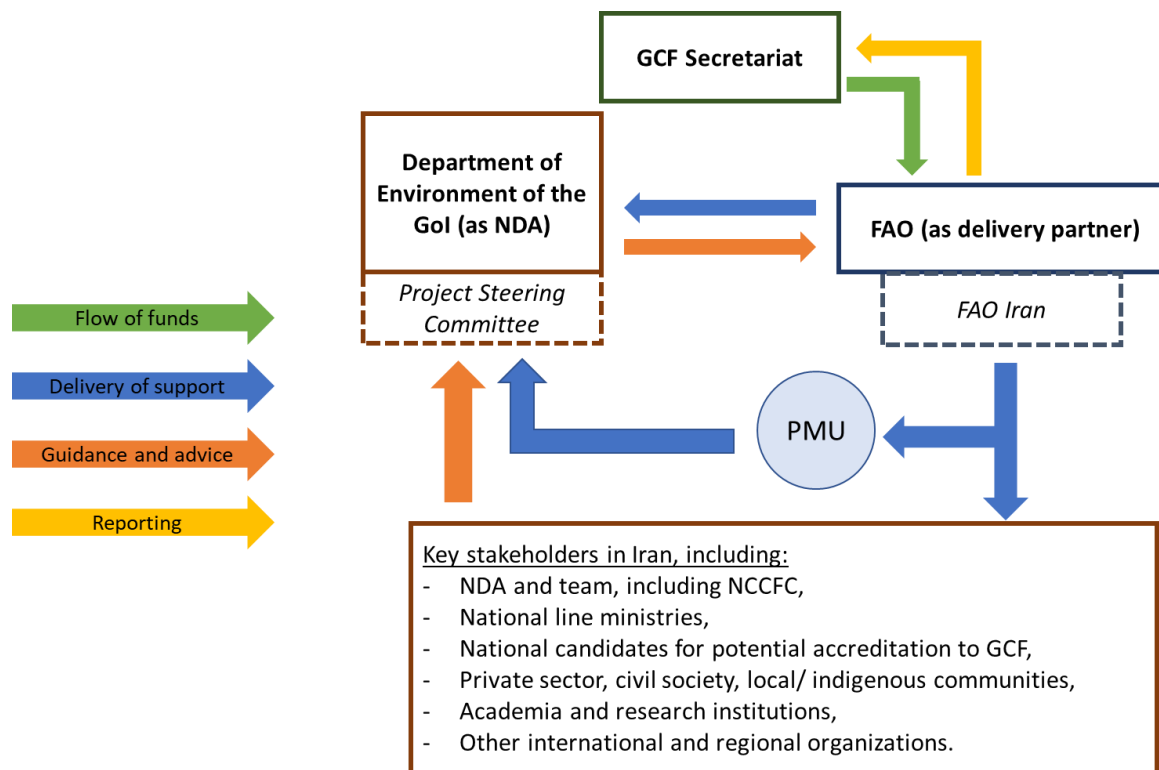 GCF Secretariat
Department of
Environment of the
GoI (as NDA)
Project Steering
Committee
FAO (as delivery partner)
FAO Iran
Flow of funds
Delivery of support
Guidance and advice
Reporting
PMU
Key stakeholders in Iran, including:
- NDA and team, including NCCFC,
- National line ministries,
- National candidates for potential accreditation to GCF,
- Private sector, civil society, local/ indigenous communities,
- Academia and research institutions,
- Other international and regional organizations.